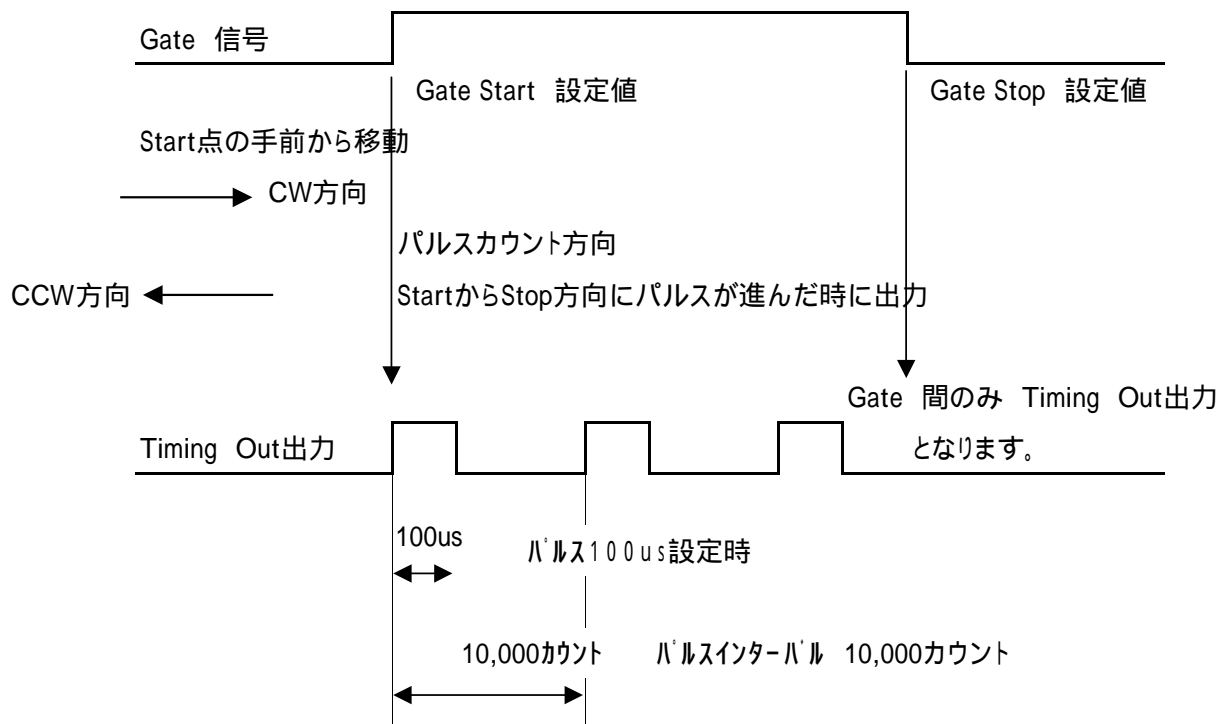 Gate 信号
Gate Start 設定値
Gate Stop 設定値
Start点の手前から移動
CW方向
パルスカウント方向
CCW方向
StartからStop方向にパルスが進んだ時に出力
Gate 間のみ Timing Out出力
となります。
Timing Out出力
100us
ﾊﾟﾙｽ100us設定時
10,000ｶｳﾝﾄ
ﾊﾟﾙｽｲﾝﾀｰﾊﾞﾙ 10,000カウント